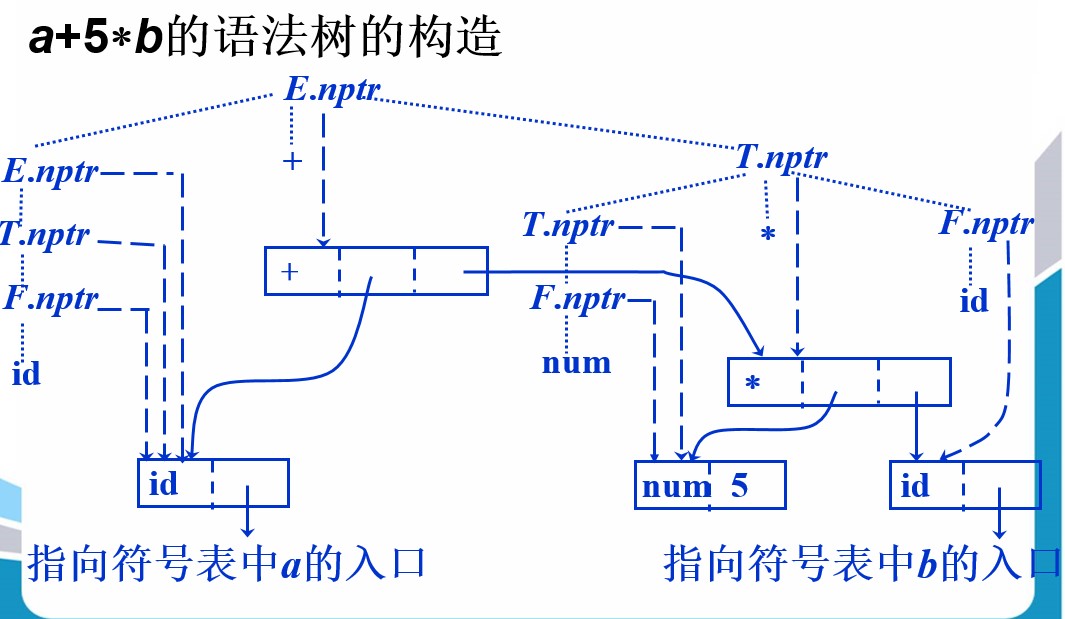 a+5*b的语法树的构造
E.nptr
+
T.nptr
E.nptr
T.nptr
*
F.nptr
T.nptr
+
F.nptr
F.nptr
id
num
*
id
id
num 5
id
指向符号表中a的入口
指向符号表中b的入口